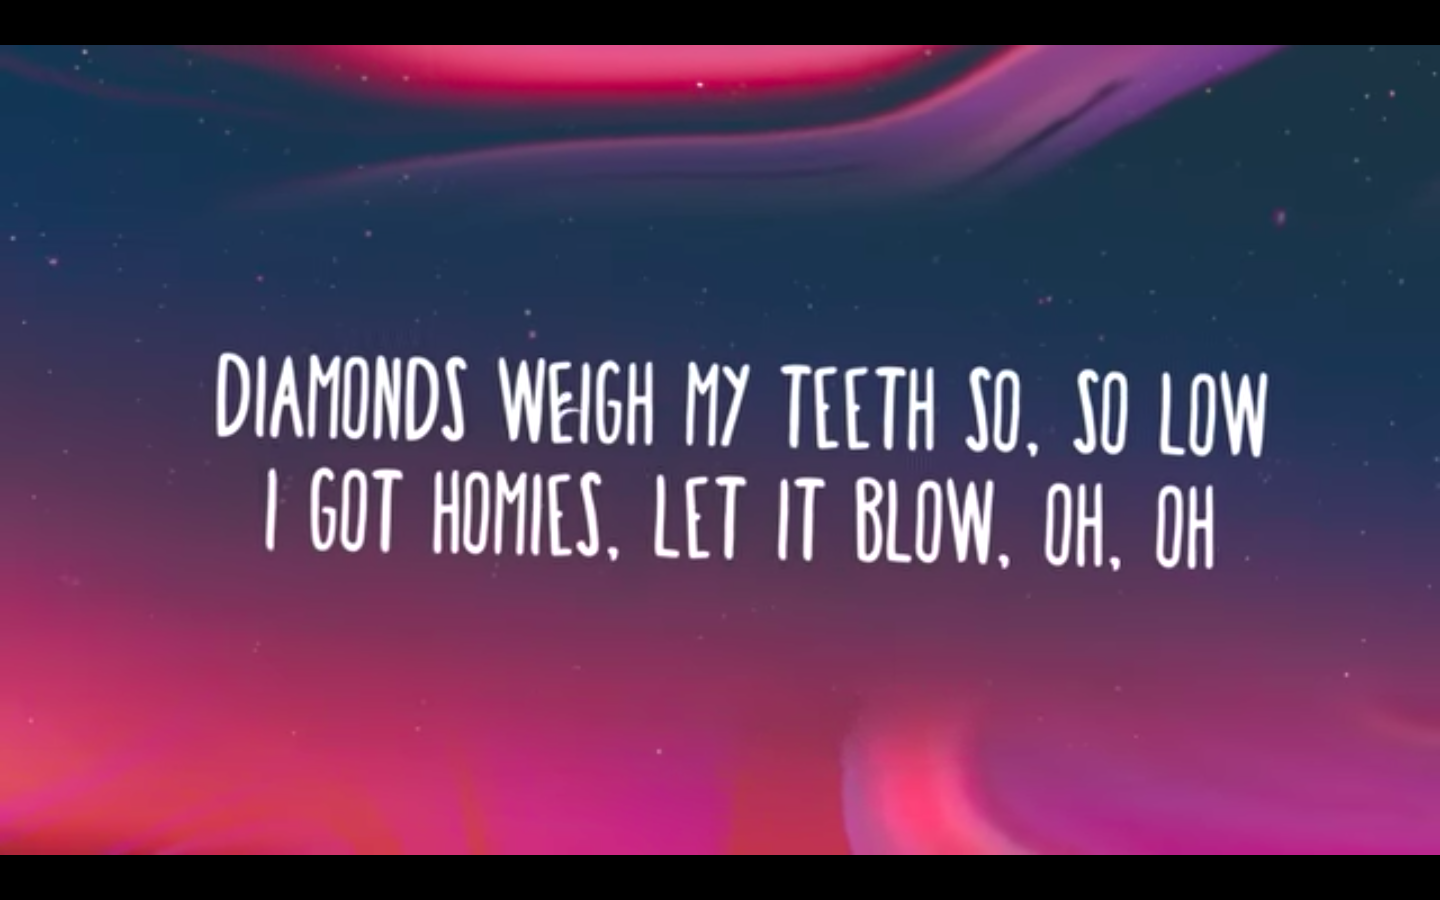 DIAMONDS WEIGH MY TEETH SO, SO LOW
I GOT HOMIES, LET IT BLOW, OH, OH